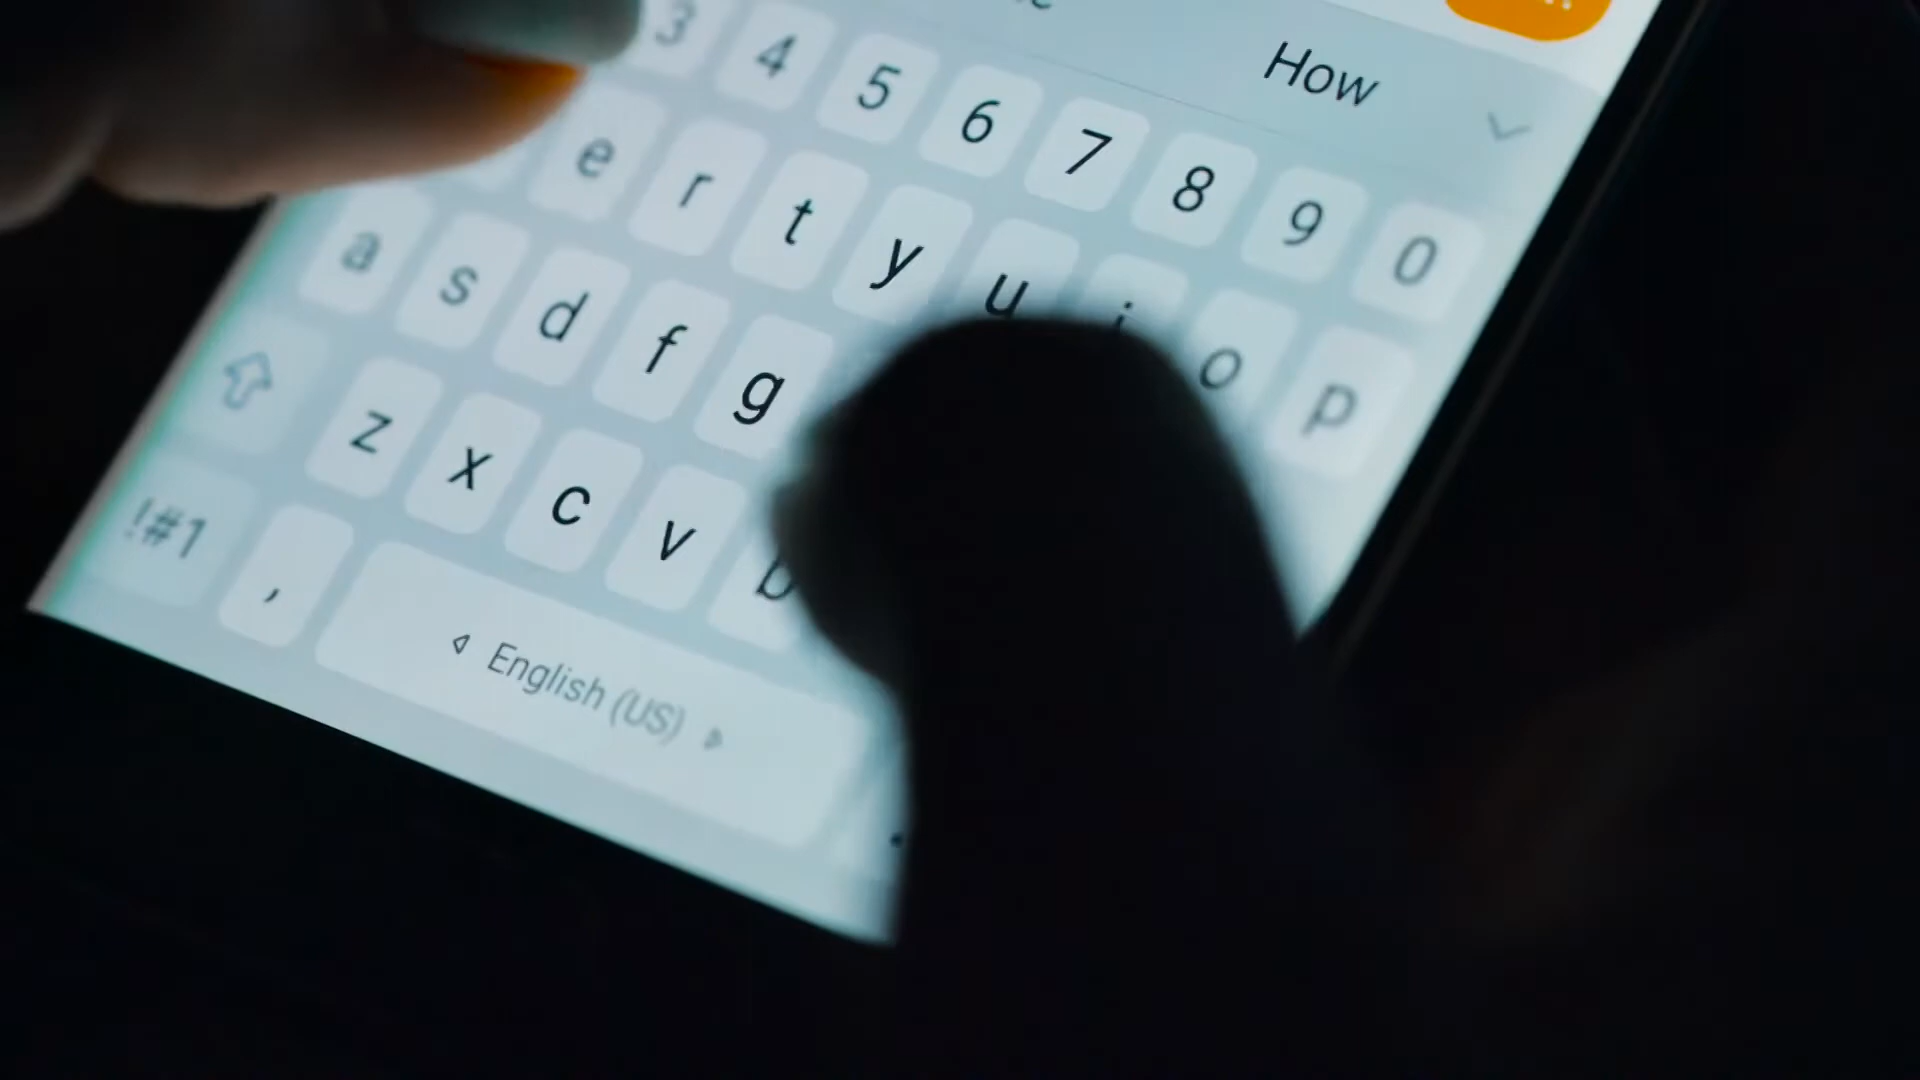 How
3 4 5 6 7 8 9 0
e r t y u i o p
a s d f g
z x c v b
!#1 , English (US) .